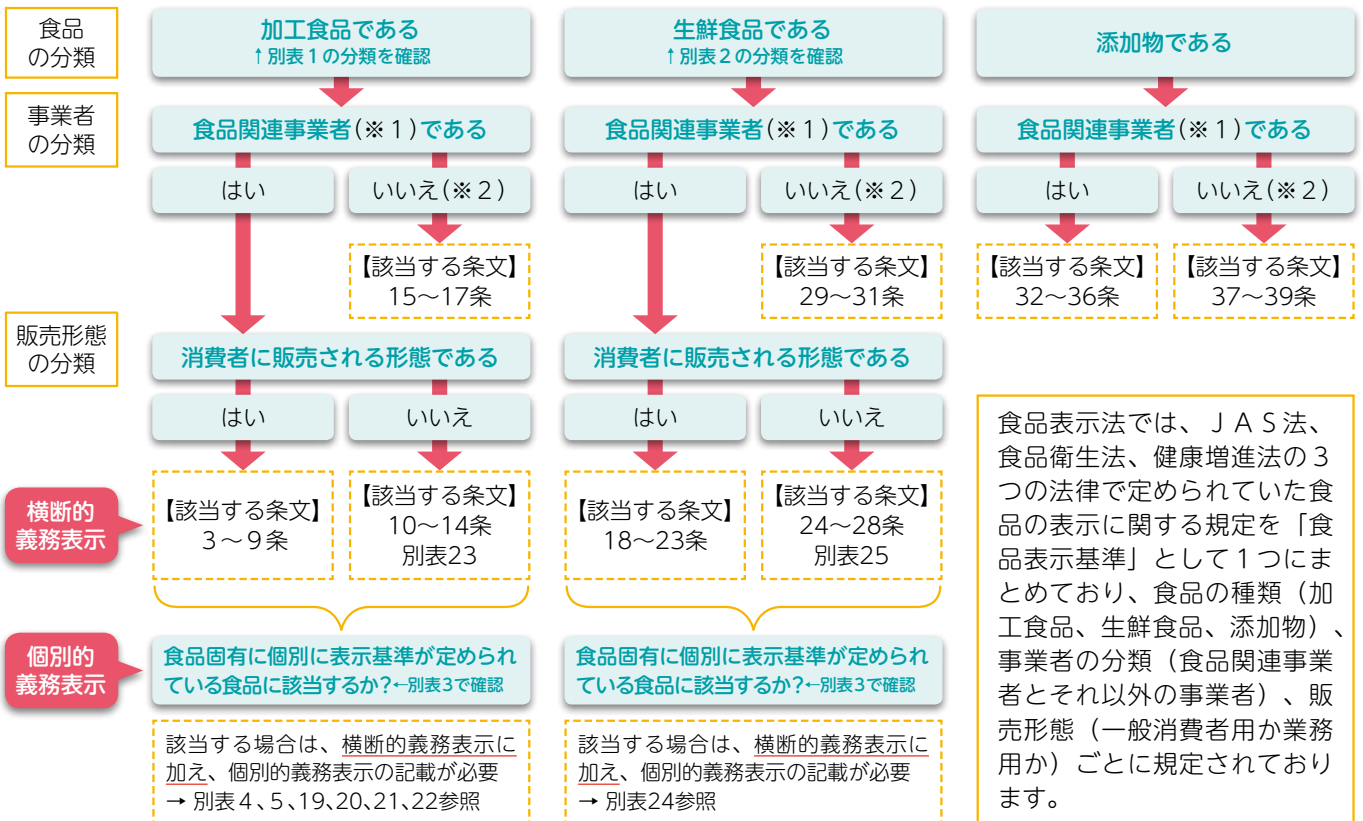 食品
の分類
加工食品である
↑別表1の分類を確認
生鮮食品である
↑別表2の分類を確認
添加物である
事業者
の分類
食品関連事業者(※1)である
食品関連事業者(※1)である
食品関連事業者(※1)である
はい
いいえ(※2)
はい
いいえ(※2)
はい
いいえ(※2)
【該当する条文】
15〜17条
【該当する条文】
29〜31条
【該当する条文】
32〜36条
【該当する条文】
37〜39条
販売形態
の分類
消費者に販売される形態である
消費者に販売される形態である
はい
いいえ
はい
いいえ
横断的
義務表示
【該当する条文】
3〜9条
【該当する条文】
10〜14条
別表23
【該当する条文】
18〜23条
【該当する条文】
24〜28条
別表25
個別的
義務表示
食品固有に個別に表示基準が定められ
ている食品に該当するか?←別表3で確認
食品固有に個別に表示基準が定められ
ている食品に該当するか?←別表3で確認
該当する場合は、横断的義務表示に
加え、個別的義務表示の記載が必要
→ 別表4、5、19、20、21、22参照
該当する場合は、横断的義務表示に
加え、個別的義務表示の記載が必要
→ 別表24参照
食品表示法では、ＪＡＳ法、
食品衛生法、健康増進法の３
つの法律で定められていた食
品の表示に関する規定を「食
品表示基準」として１つにま
とめており、食品の種類（加
工食品、生鮮食品、添加物）、
事業者の分類（食品関連事業
者とそれ以外の事業者）、販
売形態（一般消費者用か業務
用か）ごとに規定されており
ます。